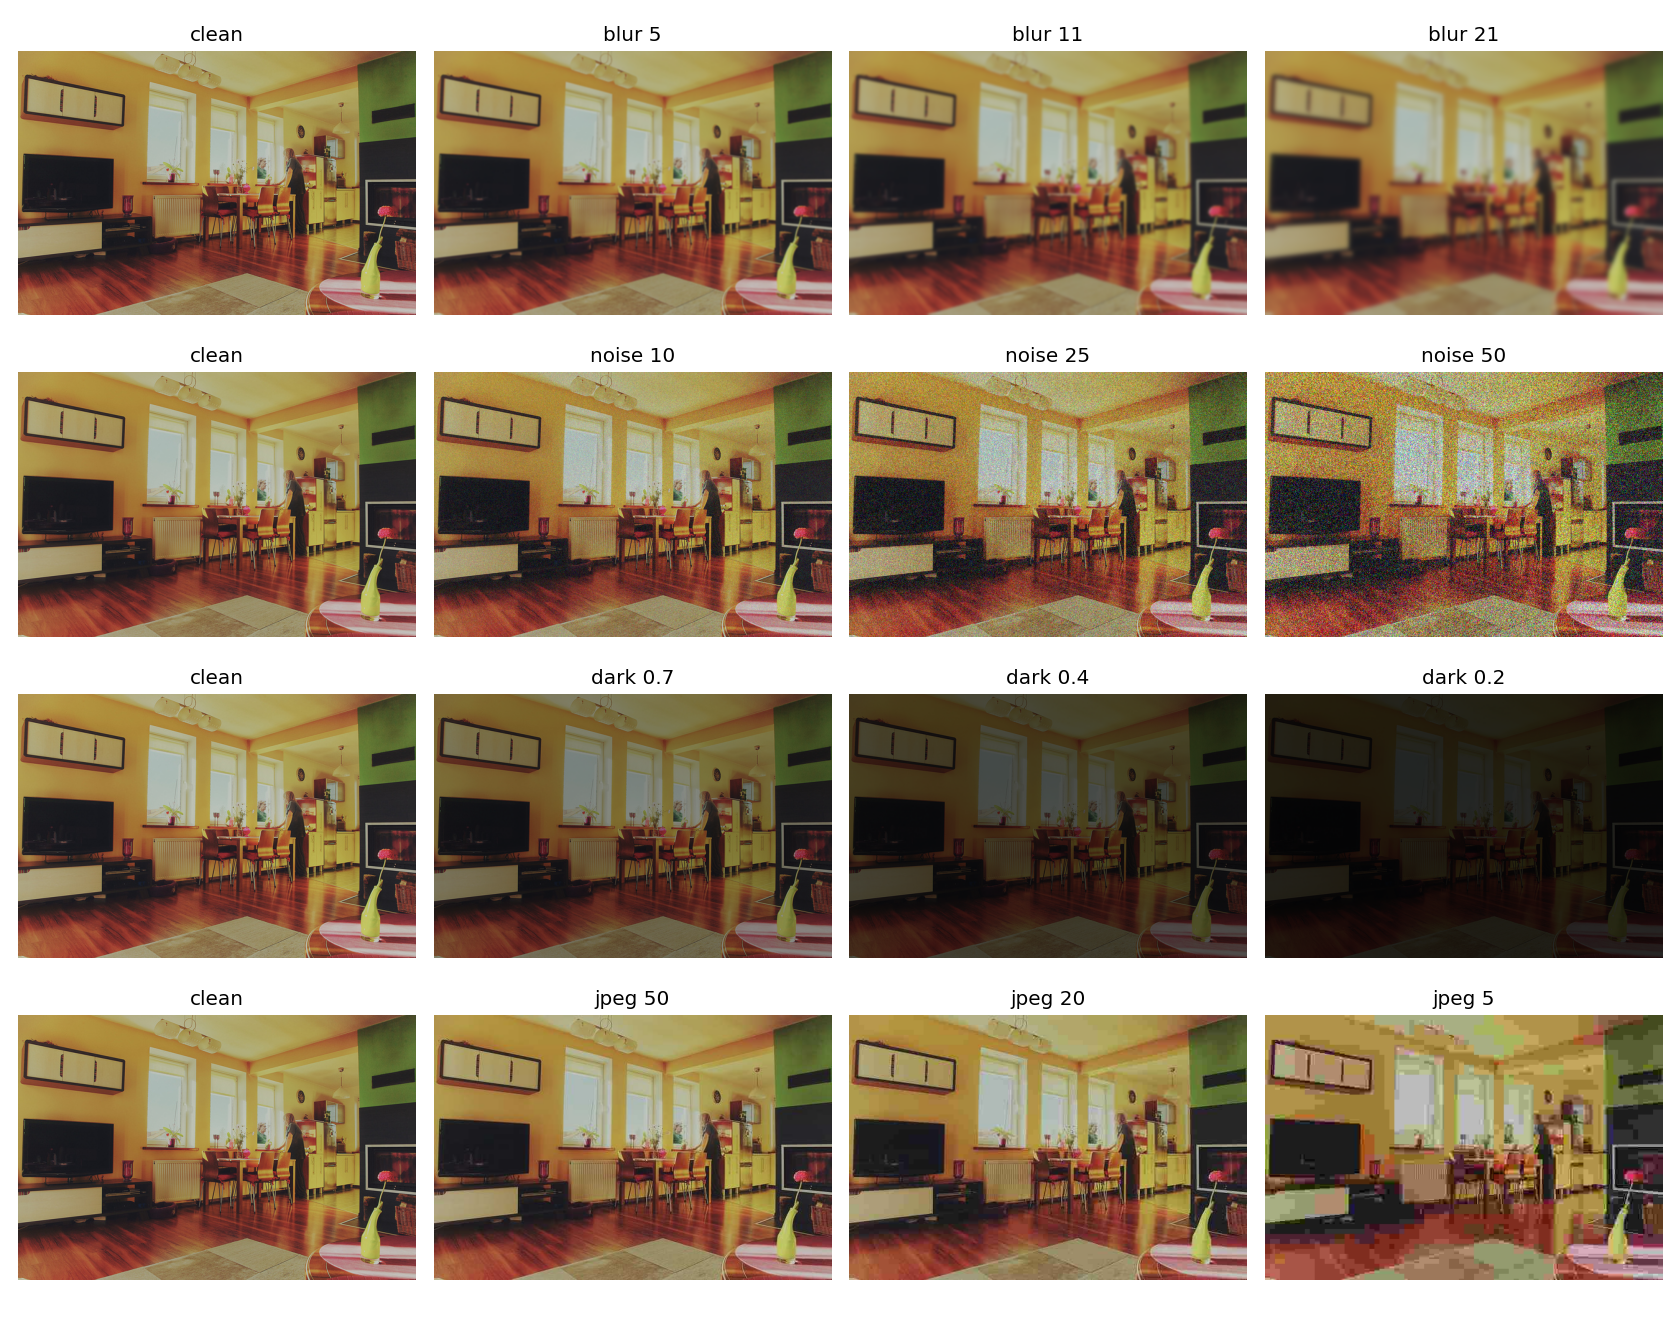 clean
blur 5
blur 11
blur 21
clean
noise 10
noise 25
noise 50
clean
dark 0.7
dark 0.4
dark 0.2
clean
jpeg 50
jpeg 20
jpeg 5